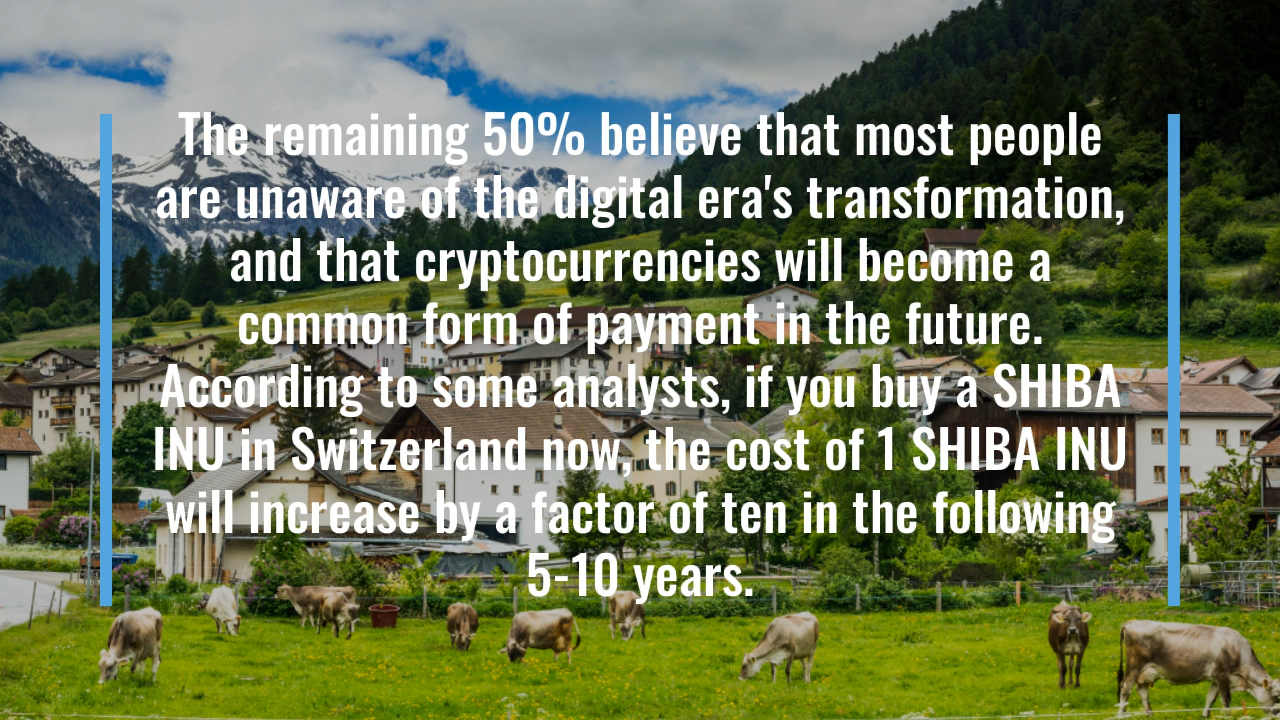 The remaining 50% believe that most people
are unaware of the digital era's transformation,
and that cryptocurrencies will become a
common form of payment in the future.
According to some analysts, if you buy a SHIBA
INU in Switzerland now, the cost of 1 SHIBA INU
will increase by a factor of ten in the following
5-10 years.